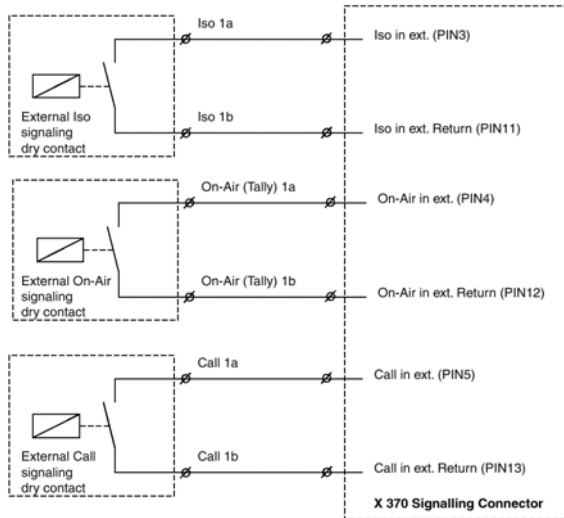 Iso 1a
Iso in ext. (PIN3)
External Iso
signaling
dry contact
Iso 1b
Iso in ext. Return (PIN11)
On-Air (Tally) 1a
On-Air in ext. (PIN4)
External On-Air
signaling
dry contact
On-Air (Tally) 1b
On-Air in ext. Return (PIN12)
Call 1a
Call in ext. (PIN5)
External Call
signaling
dry contact
Call 1b
Call in ext. Return (PIN13)
X 370 Signalling Connector